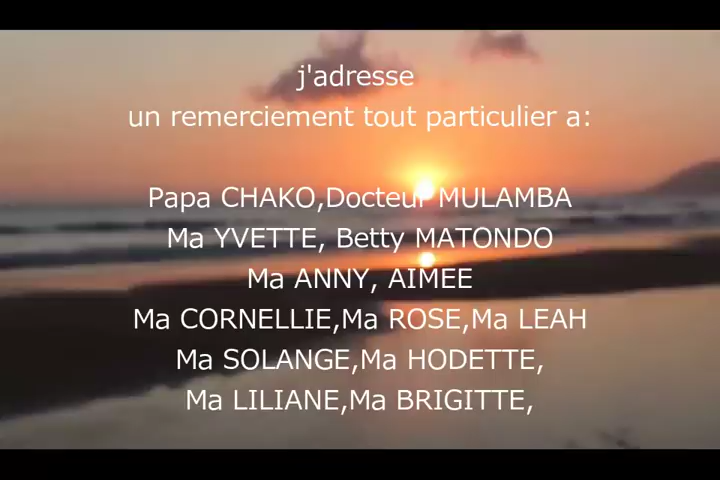 j'adresse
un remerciement tout particulier a:
Papa CHAKO,Docteur MULAMBA
Ma YVETTE, Betty MATONDO
Ma ANNY, AIMEE
Ma CORNELLIE,Ma ROSE,Ma LEAH
Ma SOLANGE,Ma HODETTE,
Ma LILIANE,Ma BRIGITTE,